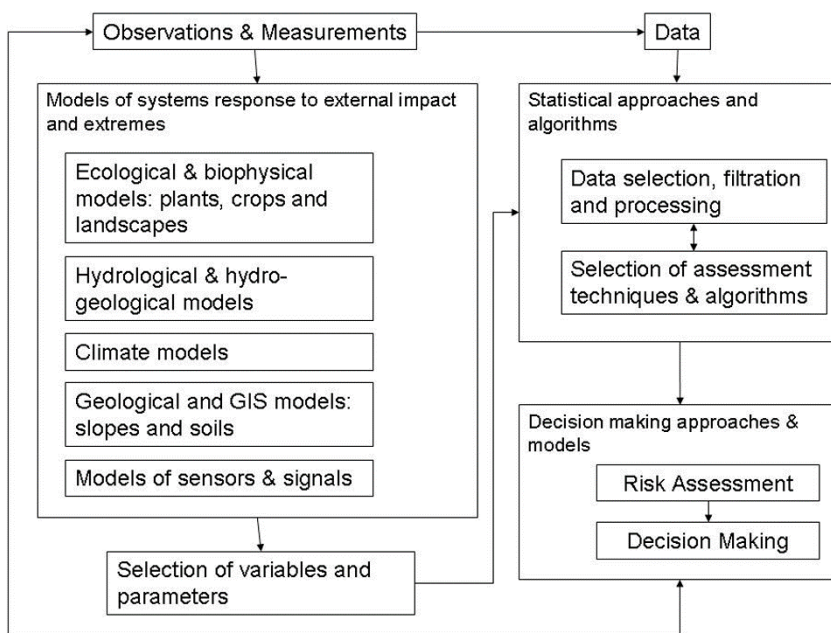 Observations & Measurements
Data
Models of systems response to external impact
and extremes
Ecological & biophysical
models: plants, crops and
landscapes
Hydrological & hydro-
geological models
Climate models
Geological and GIS models:
slopes and soils
Models of sensors & signals
Selection of variables and
parameters
Statistical approaches and
algorithms
Data selection, filtration
and processing
Selection of assessment
techniques & algorithms
Decision making approaches &
models
Risk Assessment
Decision Making